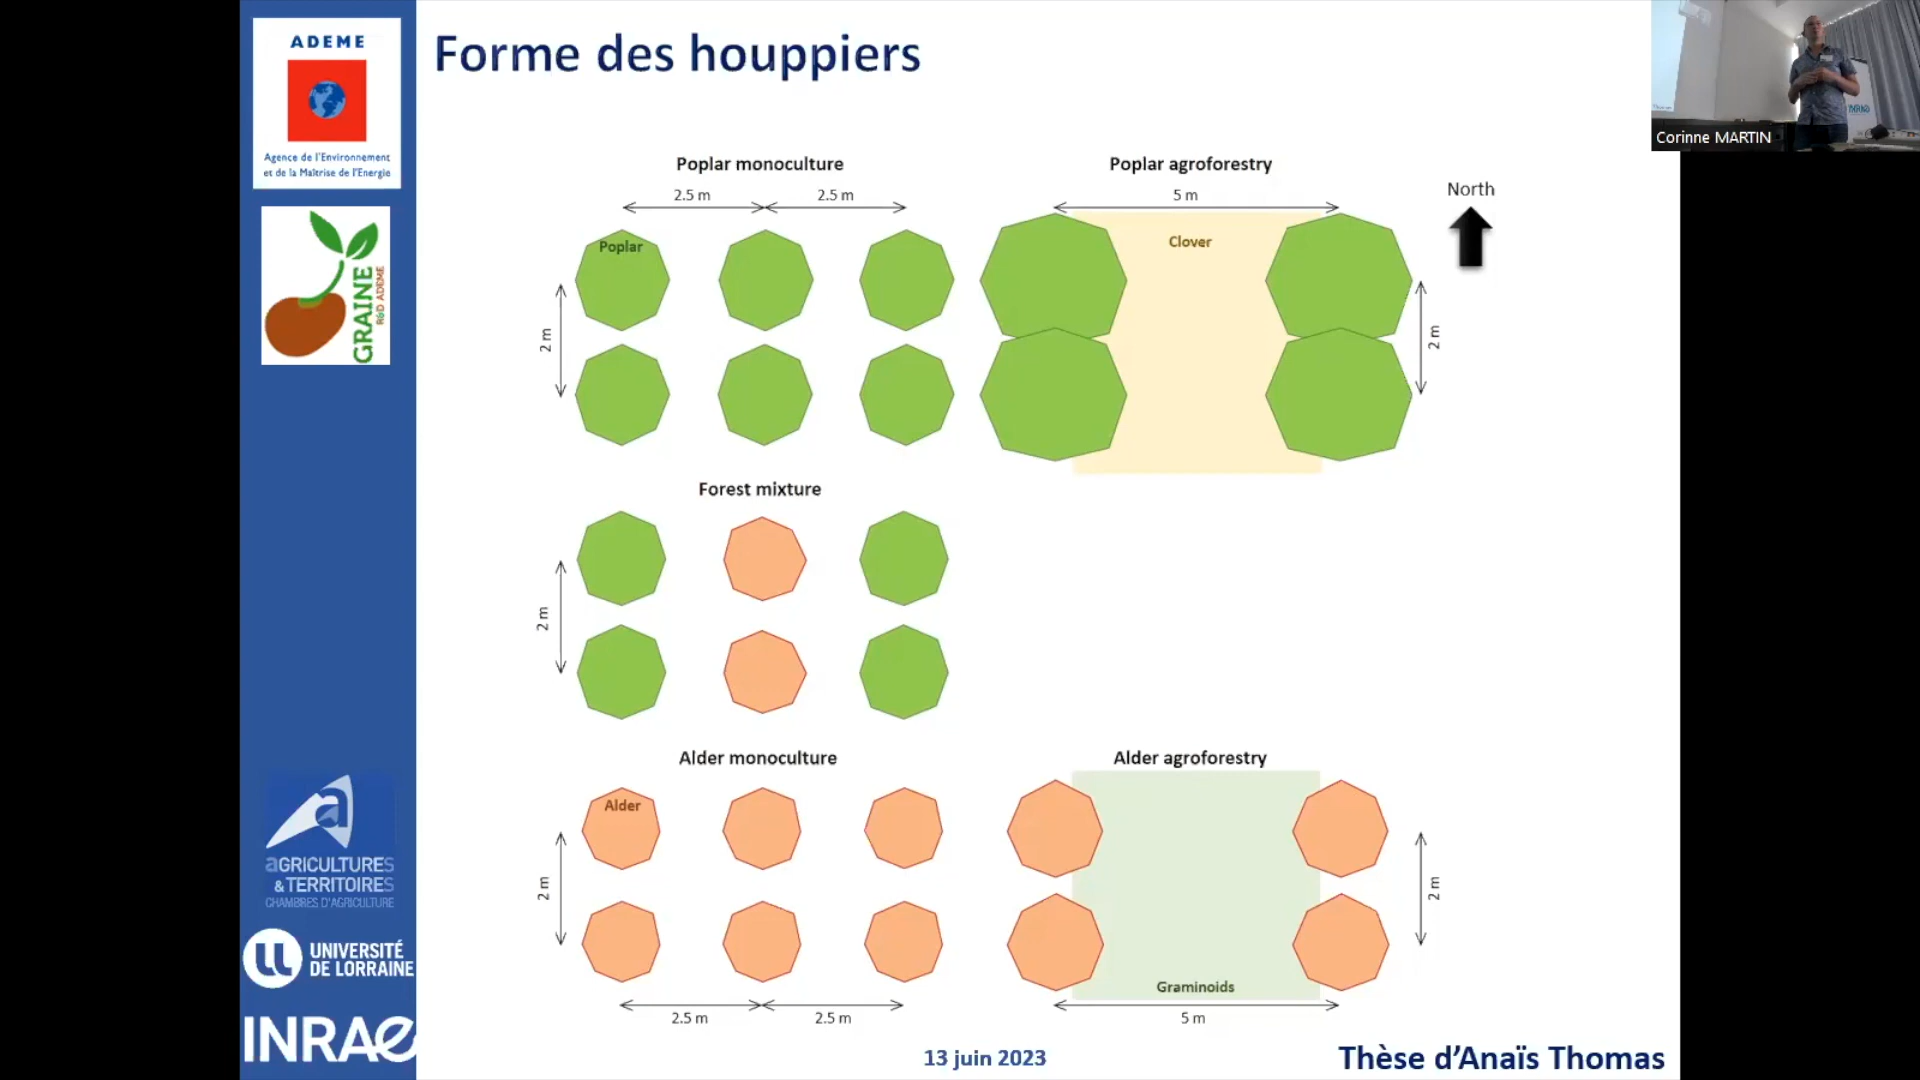 ADEME
Agence de l'Environnement
et de la Maîtrise de l'Energie
GRAINE
R&D ADEME
AGRICULTURES
& TERRITOIRES
CHAMBRES D'AGRICULTURE
UNIVERSITÉ
DE LORRAINE
INRAE
Forme des houppiers
Poplar monoculture
2.5 m
2.5 m
Poplar
2 m
Poplar agroforestry
5 m
Clover
2 m
North
Forest mixture
2 m
Alder monoculture
Alder
2 m
2.5 m
2.5 m
Alder agroforestry
2 m
Graminoids
5 m
13 juin 2023
Thèse d'Anaïs Thomas
INRAE
Corinne MARTIN